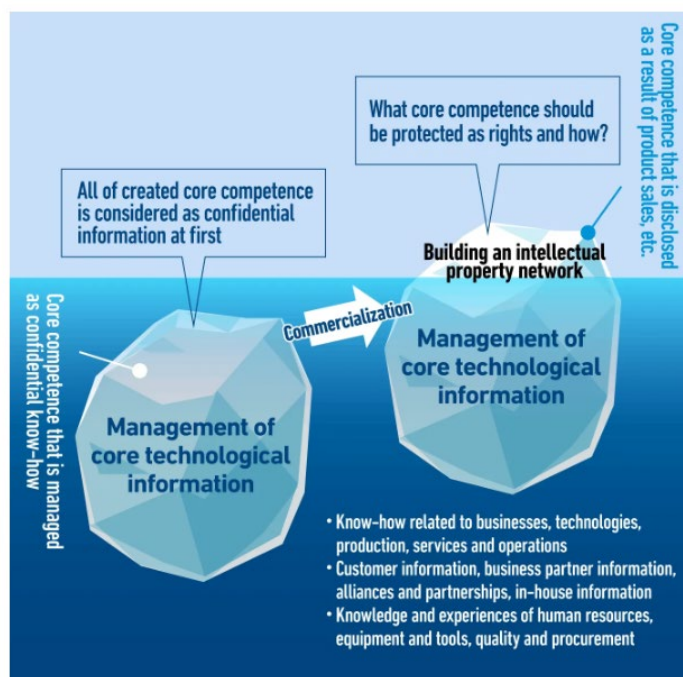 Core competence that is disclosed
as a result of product sales, etc.
What core competence should
be protected as rights and how?
All of created core competence
is considered as confidential
information at first
Building an intellectual
property network
Core competence that is managed
as confidential know-how
Commercialization
Management of
core technological
information
Management of
core technological
information
• Know-how related to businesses, technologies,
production, services and operations
• Customer information, business partner information,
alliances and partnerships, in-house information
• Knowledge and experiences of human resources,
equipment and tools, quality and procurement